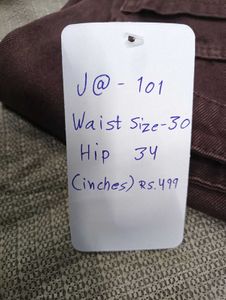 J@ - 101
Waist Size-30
Hip 34
(inches) Rs.499